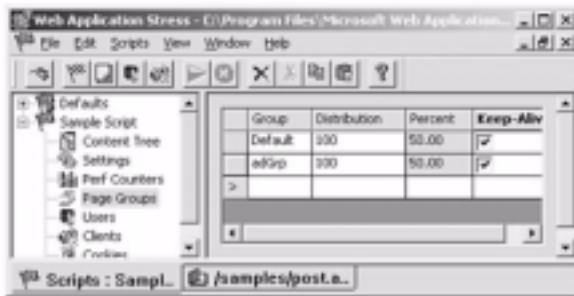 Web Application Stress - C:\Program Files\Microsoft Web Application...
File Edit Scripts View Window Help
Defaults
Sample Script
Content Tree
Settings
Perf Counters
Page Groups
Users
Clients
Cookies
Group Distribution Percent Keep-Aliv
Default 100 50.00
adGrp 100 50.00
>
Scripts : Sampl... /samples/post.a...